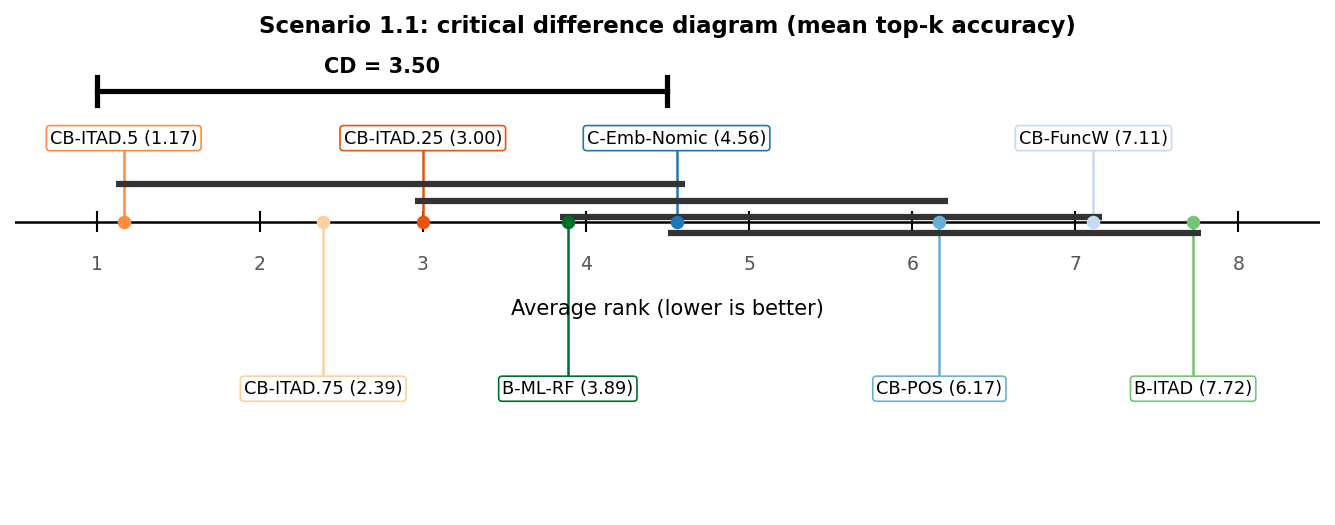 Scenario 1.1: critical difference diagram (mean top-k accuracy)
CD = 3.50
CB-ITAD.5 (1.17)
CB-ITAD.25 (3.00)
C-Emb-Nomic (4.56)
CB-FuncW (7.11)
1 2 3 4 5 6 7 8
Average rank (lower is better)
CB-ITAD.75 (2.39)
B-ML-RF (3.89)
CB-POS (6.17)
B-ITAD (7.72)